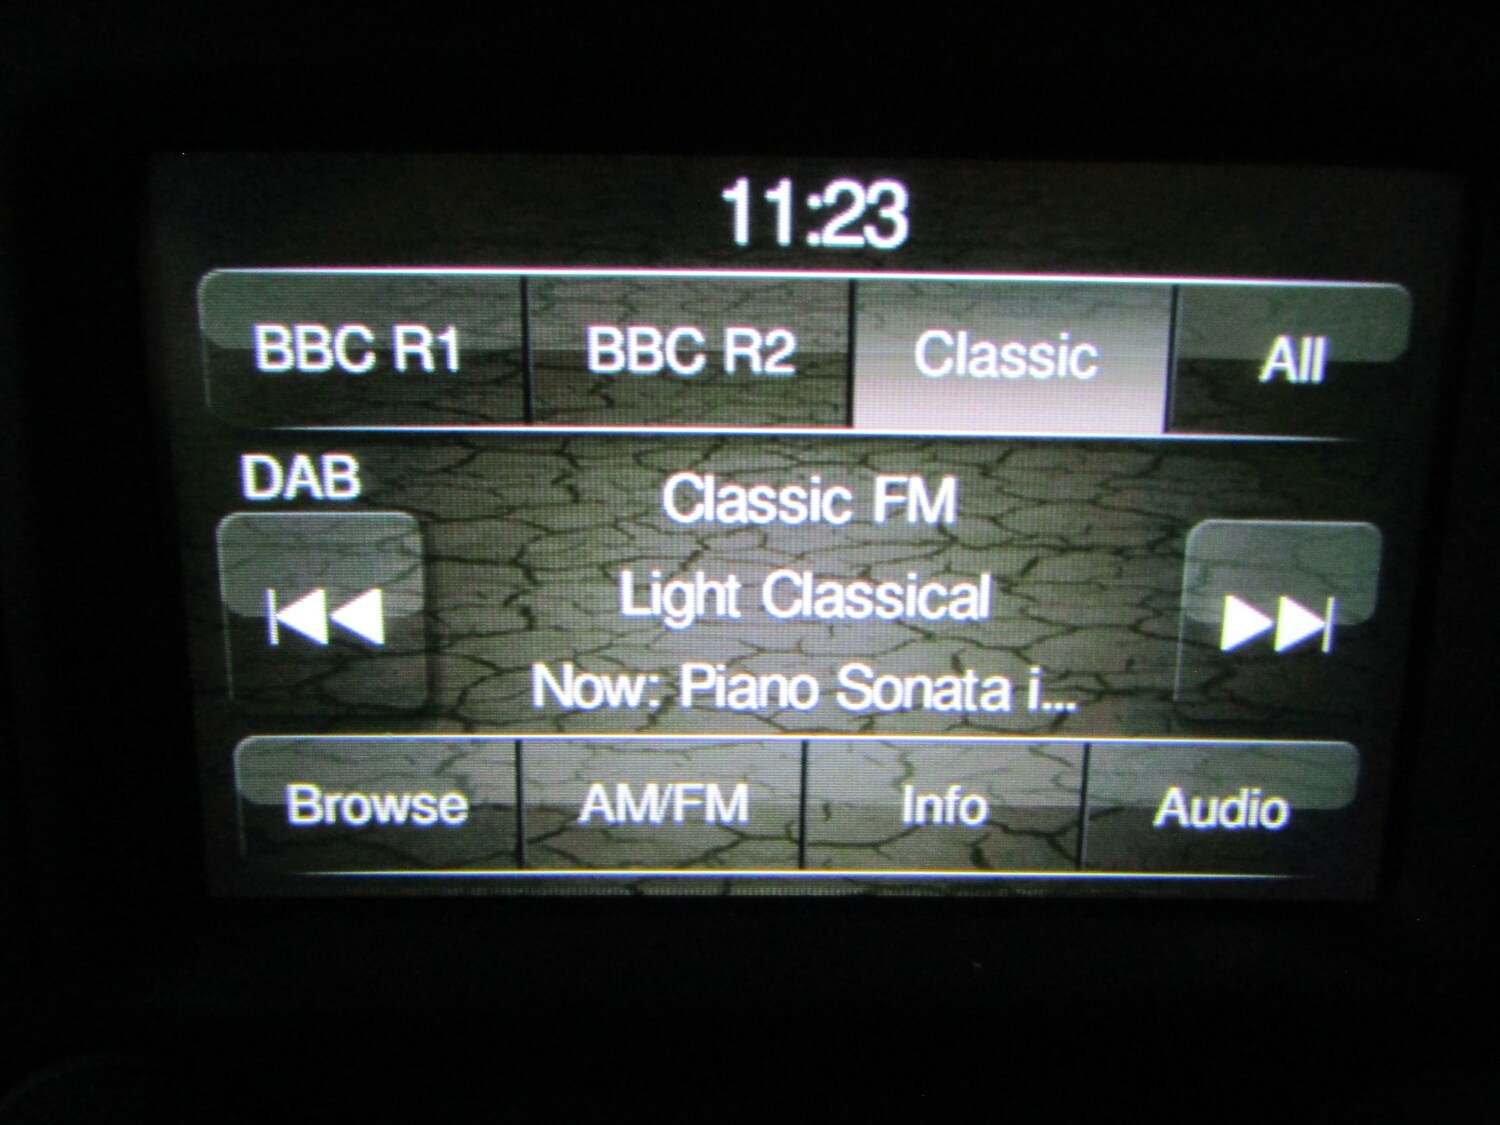 11:23
BBC R1 BBC R2 Classic All
DAB
Classic FM
Light Classical
Now: Piano Sonata i...
Browse AM/FM Info Audio